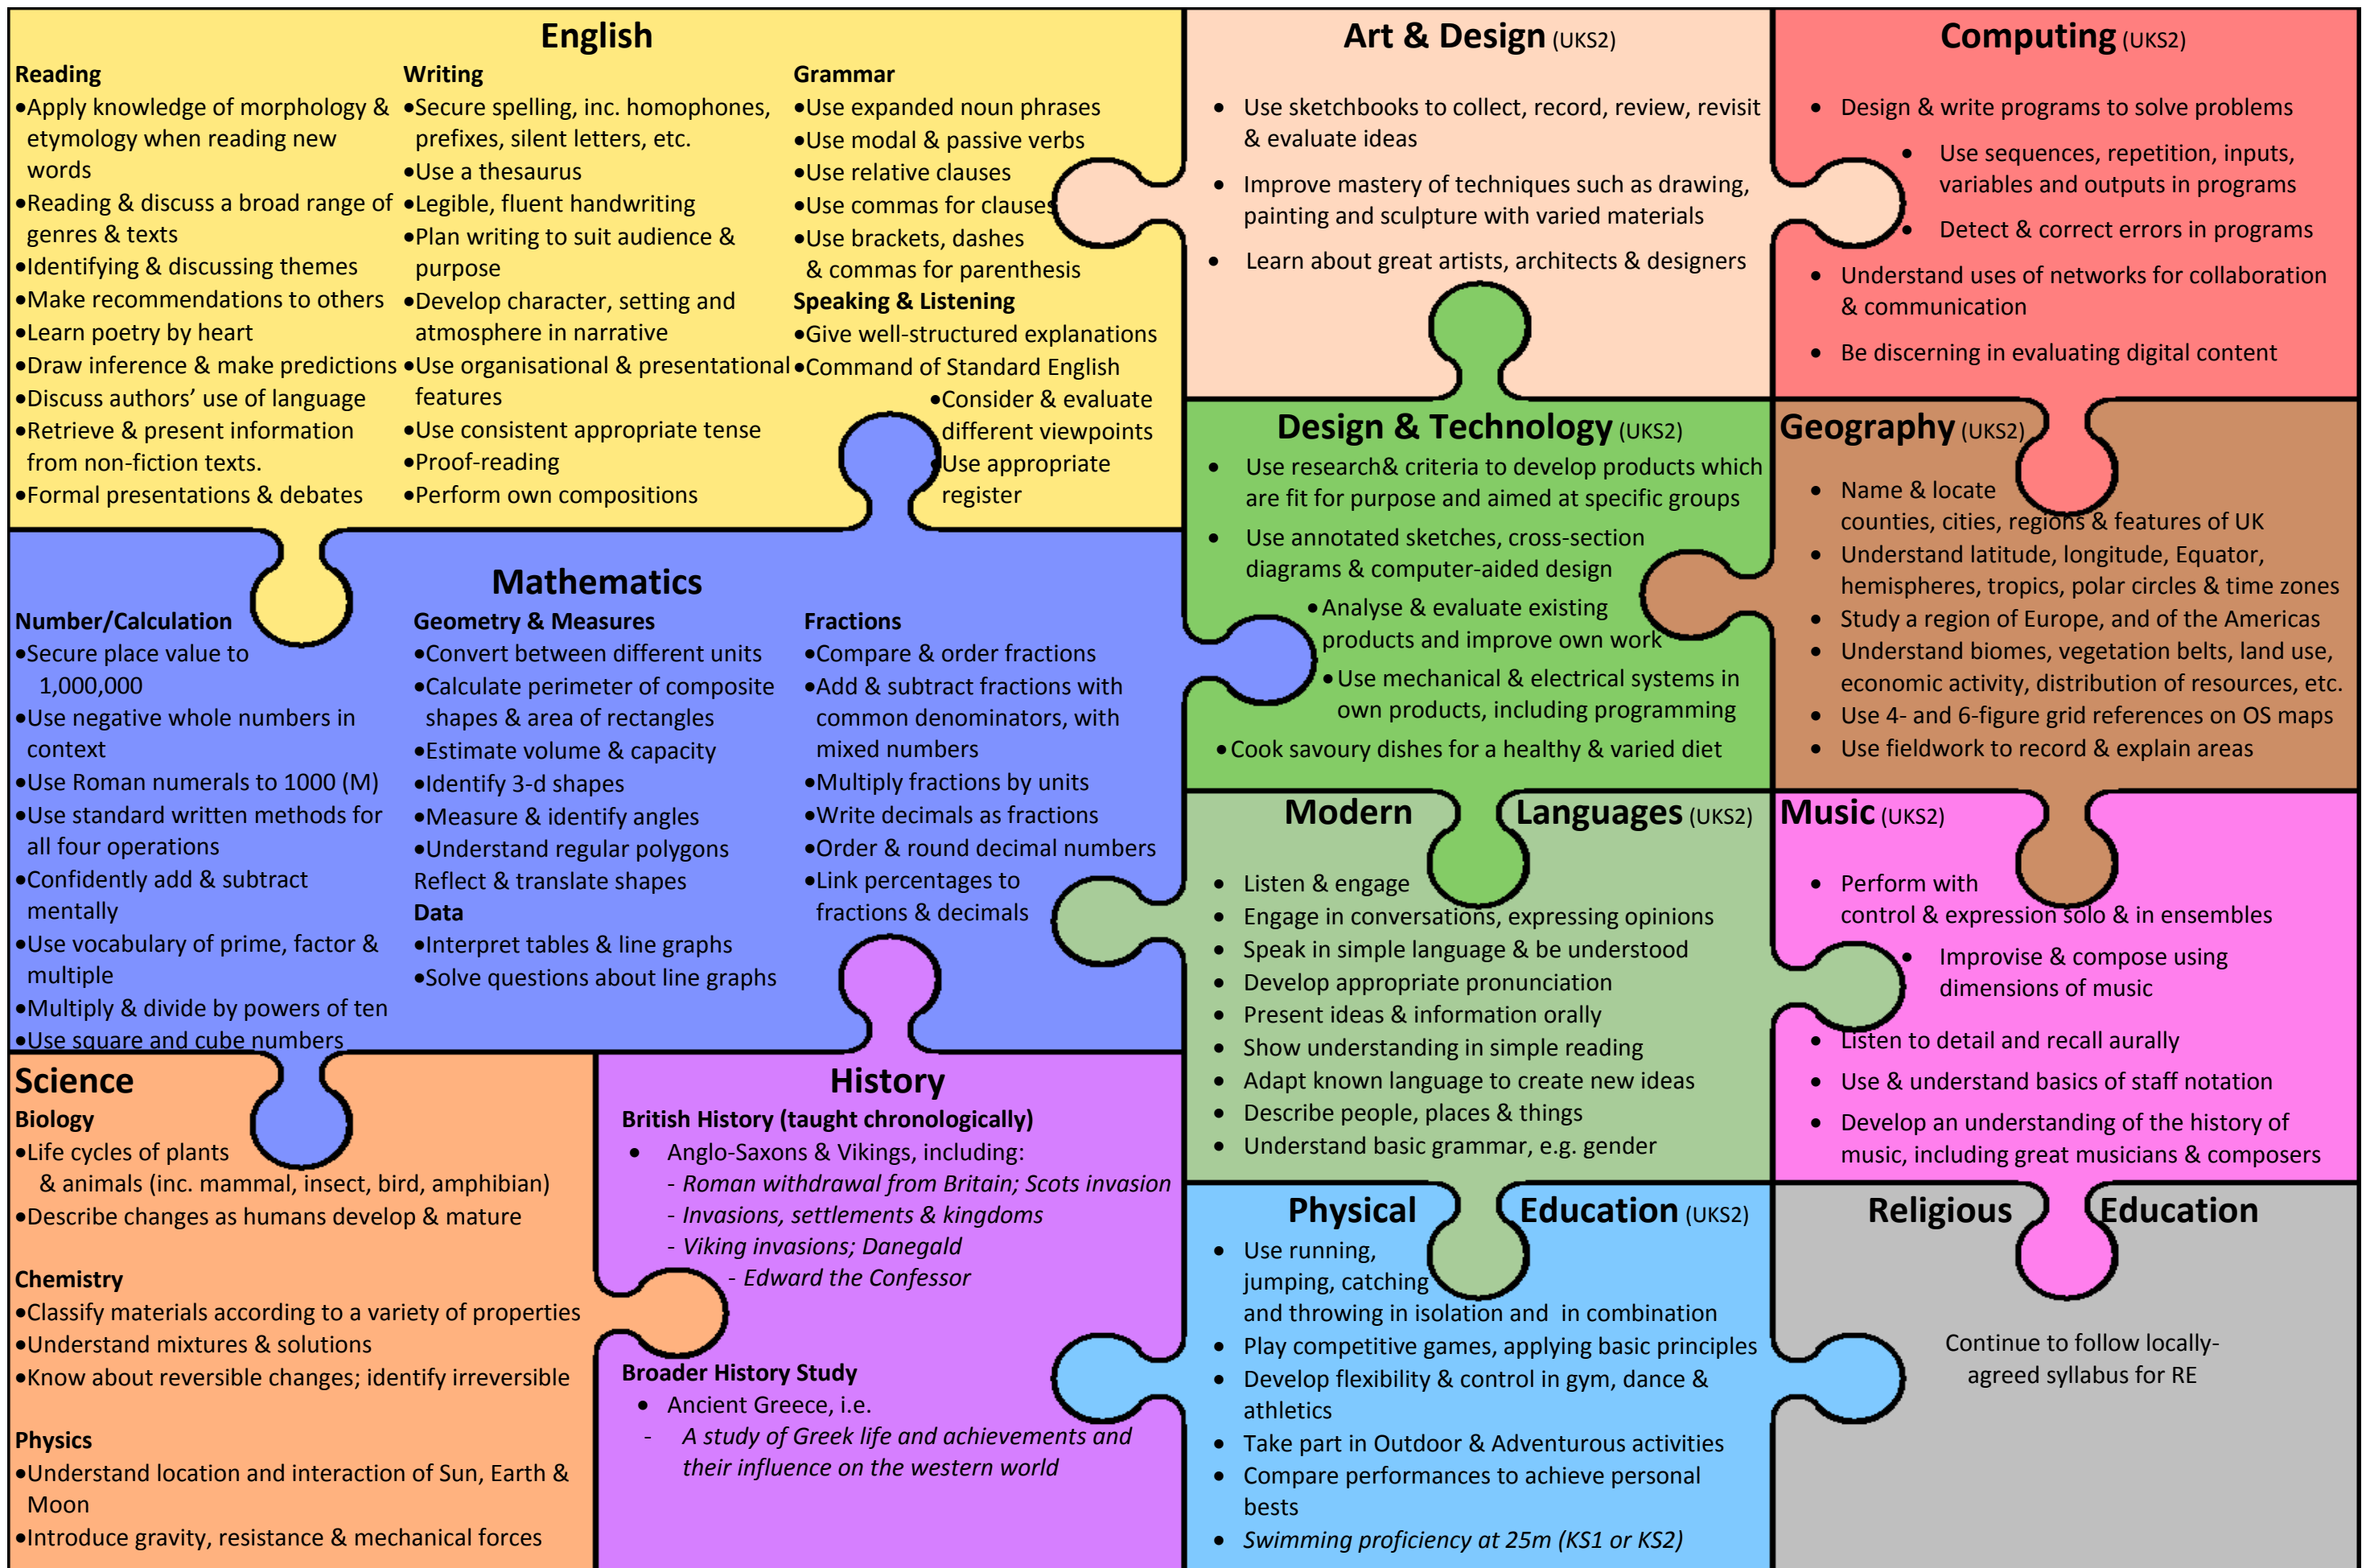 English
Reading
•Apply knowledge of morphology &
etymology when reading new
words
•Reading & discuss a broad range of
genres & texts
•Identifying & discussing themes
•Make recommendations to others
•Learn poetry by heart
•Draw inference & make predictions
•Discuss authors’ use of language
•Retrieve & present information
from non-fiction texts.
•Formal presentations & debates
Writing
•Secure spelling, inc. homophones,
prefixes, silent letters, etc.
•Use a thesaurus
•Legible, fluent handwriting
•Plan writing to suit audience &
purpose
•Develop character, setting and
atmosphere in narrative
•Use organisational & presentational
features
•Use consistent appropriate tense
•Proof-reading
•Perform own compositions
Grammar
•Use expanded noun phrases
•Use modal & passive verbs
•Use relative clauses
•Use commas for clauses
•Use brackets, dashes
& commas for parenthesis
Speaking & Listening
•Give well-structured explanations
•Command of Standard English
•Consider & evaluate
different viewpoints
•Use appropriate
register
Art & Design (UKS2)
• Use sketchbooks to collect, record, review, revisit
& evaluate ideas
• Improve mastery of techniques such as drawing,
painting and sculpture with varied materials
• Learn about great artists, architects & designers
Computing (UKS2)
• Design & write programs to solve problems
• Use sequences, repetition, inputs,
variables and outputs in programs
• Detect & correct errors in programs
• Understand uses of networks for collaboration
& communication
• Be discerning in evaluating digital content
Design & Technology (UKS2)
• Use research& criteria to develop products which
are fit for purpose and aimed at specific groups
• Use annotated sketches, cross-section
diagrams & computer-aided design
• Analyse & evaluate existing
products and improve own work
• Use mechanical & electrical systems in
own products, including programming
• Cook savoury dishes for a healthy & varied diet
Geography (UKS2)
• Name & locate
counties, cities, regions & features of UK
• Understand latitude, longitude, Equator,
hemispheres, tropics, polar circles & time zones
• Study a region of Europe, and of the Americas
• Understand biomes, vegetation belts, land use,
economic activity, distribution of resources, etc.
• Use 4- and 6-figure grid references on OS maps
• Use fieldwork to record & explain areas
Mathematics
Number/Calculation
•Secure place value to
1,000,000
•Use negative whole numbers in
context
•Use Roman numerals to 1000 (M)
•Use standard written methods for
all four operations
•Confidently add & subtract
mentally
•Use vocabulary of prime, factor &
multiple
•Multiply & divide by powers of ten
•Use square and cube numbers
Geometry & Measures
•Convert between different units
•Calculate perimeter of composite
shapes & area of rectangles
•Estimate volume & capacity
•Identify 3-d shapes
•Measure & identify angles
•Understand regular polygons
Reflect & translate shapes
Data
•Interpret tables & line graphs
•Solve questions about line graphs
Fractions
•Compare & order fractions
•Add & subtract fractions with
common denominators, with
mixed numbers
•Multiply fractions by units
•Write decimals as fractions
•Order & round decimal numbers
•Link percentages to
fractions & decimals
Modern Languages (UKS2)
• Listen & engage
• Engage in conversations, expressing opinions
• Speak in simple language & be understood
• Develop appropriate pronunciation
• Present ideas & information orally
• Show understanding in simple reading
• Adapt known language to create new ideas
• Describe people, places & things
• Understand basic grammar, e.g. gender
Music (UKS2)
• Perform with
control & expression solo & in ensembles
• Improvise & compose using
dimensions of music
• Listen to detail and recall aurally
• Use & understand basics of staff notation
• Develop an understanding of the history of
music, including great musicians & composers
Science
Biology
•Life cycles of plants
& animals (inc. mammal, insect, bird, amphibian)
•Describe changes as humans develop & mature
Chemistry
•Classify materials according to a variety of properties
•Understand mixtures & solutions
•Know about reversible changes; identify irreversible
Physics
•Understand location and interaction of Sun, Earth &
Moon
•Introduce gravity, resistance & mechanical forces
History
British History (taught chronologically)
• Anglo-Saxons & Vikings, including:
- Roman withdrawal from Britain; Scots invasion
- Invasions, settlements & kingdoms
- Viking invasions; Danegald
- Edward the Confessor
Broader History Study
• Ancient Greece, i.e.
- A study of Greek life and achievements and
their influence on the western world
Physical Education (UKS2)
• Use running,
jumping, catching
and throwing in isolation and in combination
• Play competitive games, applying basic principles
• Develop flexibility & control in gym, dance &
athletics
• Take part in Outdoor & Adventurous activities
• Compare performances to achieve personal
bests
• Swimming proficiency at 25m (KS1 or KS2)
Religious Education
Continue to follow locally-
agreed syllabus for RE